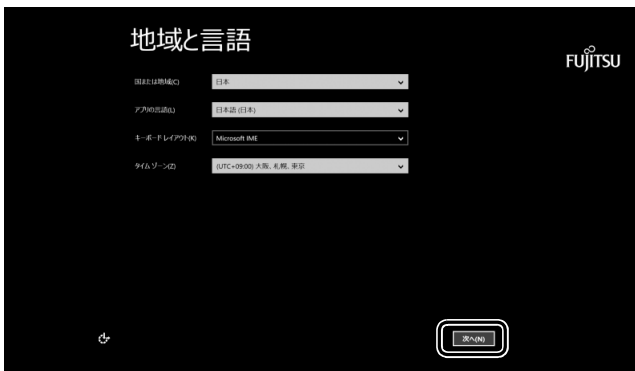 地域と言語
FUJITSU
国または地域(C)
日本
アプリの言語(L)
日本語 (日本)
キーボード レイアウト(K)
Microsoft IME
タイム ゾーン(Z)
(UTC+09:00) 大阪、札幌、東京
次へ(N)